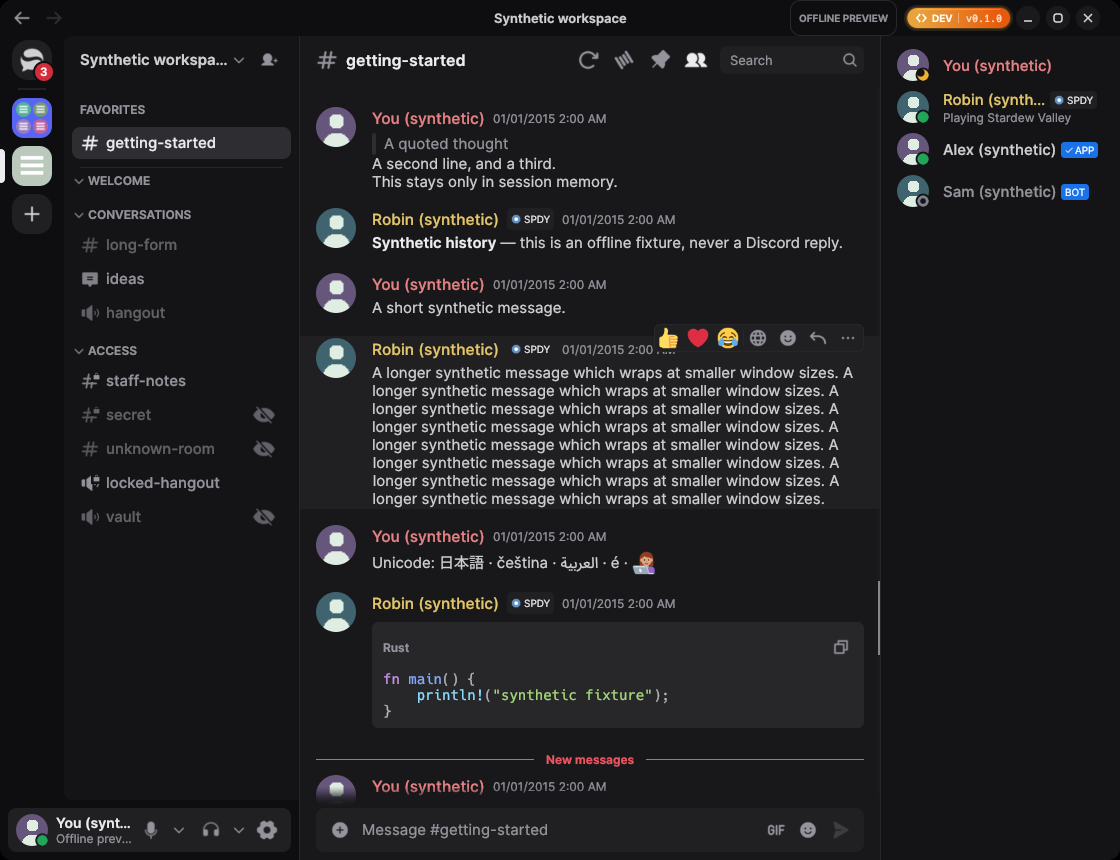 Synthetic workspace
OFFLINE PREVIEW
DEV v0.1.0
3
Synthetic workspa...
FAVORITES
getting-started
WELCOME
CONVERSATIONS
long-form
ideas
hangout
ACCESS
staff-notes
secret
unknown-room
locked-hangout
vault
You (synt...
Offline prev...
getting-started
Search
You (synthetic) 01/01/2015 2:00 AM
A quoted thought
A second line, and a third.
This stays only in session memory.
Robin (synthetic) SPDY 01/01/2015 2:00 AM
Synthetic history — this is an offline fixture, never a Discord reply.
You (synthetic) 01/01/2015 2:00 AM
A short synthetic message.
Robin (synthetic) SPDY 01/01/2015 2:00 AM
A longer synthetic message which wraps at smaller window sizes. A
longer synthetic message which wraps at smaller window sizes. A
longer synthetic message which wraps at smaller window sizes. A
longer synthetic message which wraps at smaller window sizes. A
longer synthetic message which wraps at smaller window sizes. A
longer synthetic message which wraps at smaller window sizes. A
longer synthetic message which wraps at smaller window sizes. A
longer synthetic message which wraps at smaller window sizes.
You (synthetic) 01/01/2015 2:00 AM
Unicode: 日本語 · čeština · العربية · é · 👩🏽‍💻
Robin (synthetic) SPDY 01/01/2015 2:00 AM
Rust
fn main() {
    println!("synthetic fixture");
}
New messages
You (synthetic) 01/01/2015 2:00 AM
Message #getting-started
GIF
You (synthetic)
Robin (synth... SPDY
Playing Stardew Valley
Alex (synthetic) APP
Sam (synthetic) BOT